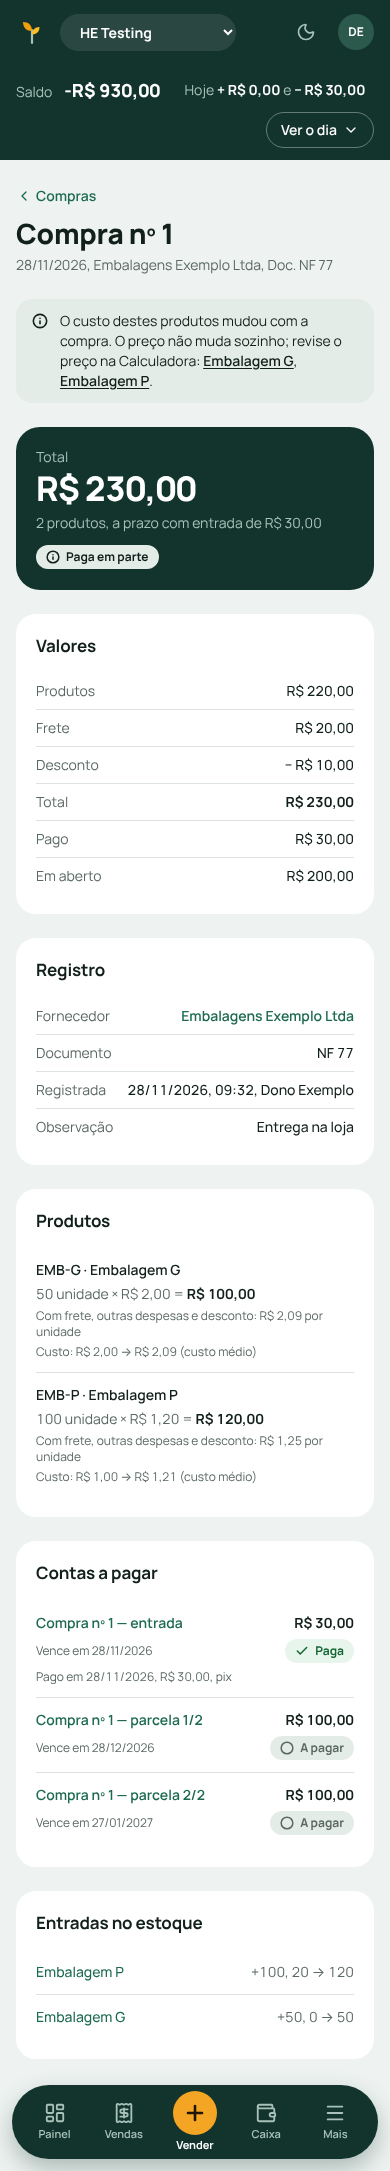 HE Testing
DE
Saldo -R$ 930,00
Hoje + R$ 0,00 e − R$ 30,00
Ver o dia
Compras
Compra nº 1
28/11/2026, Embalagens Exemplo Ltda, Doc. NF 77
O custo destes produtos mudou com a
compra. O preço não muda sozinho; revise o
preço na Calculadora: Embalagem G,
Embalagem P.
Total
R$ 230,00
2 produtos, a prazo com entrada de R$ 30,00
Paga em parte
Valores
Produtos R$ 220,00
Frete R$ 20,00
Desconto − R$ 10,00
Total R$ 230,00
Pago R$ 30,00
Em aberto R$ 200,00
Registro
Fornecedor Embalagens Exemplo Ltda
Documento NF 77
Registrada 28/11/2026, 09:32, Dono Exemplo
Observação Entrega na loja
Produtos
EMB-G · Embalagem G
50 unidade × R$ 2,00 = R$ 100,00
Com frete, outras despesas e desconto: R$ 2,09 por
unidade
Custo: R$ 2,00 → R$ 2,09 (custo médio)
EMB-P · Embalagem P
100 unidade × R$ 1,20 = R$ 120,00
Com frete, outras despesas e desconto: R$ 1,25 por
unidade
Custo: R$ 1,00 → R$ 1,21 (custo médio)
Contas a pagar
Compra nº 1 — entrada R$ 30,00
Vence em 28/11/2026 Paga
Pago em 28/11/2026, R$ 30,00, pix
Compra nº 1 — parcela 1/2 R$ 100,00
Vence em 28/12/2026 A pagar
Compra nº 1 — parcela 2/2 R$ 100,00
Vence em 27/01/2027 A pagar
Entradas no estoque
Embalagem P +100, 20 → 120
Embalagem G +50, 0 → 50
Painel Vendas Vender Caixa Mais